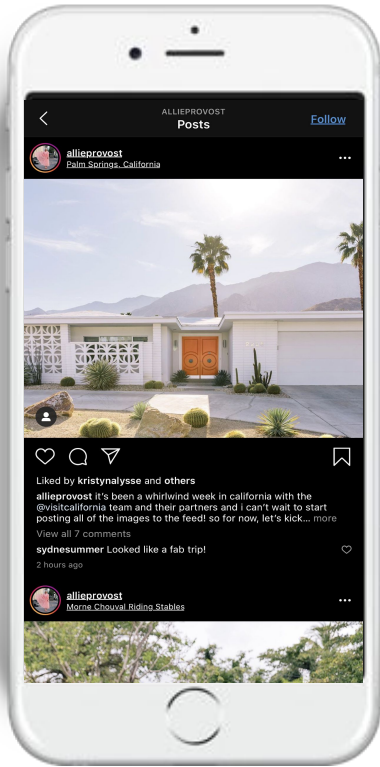 ALLIEPROVOST
Posts
Follow
allieprovost
Palm Springs, California
Liked by kristynalysse and others
allieprovost it's been a whirlwind week in california with the
@visitcalifornia team and their partners and i can't wait to start
posting all of the images to the feed! so for now, let's kick... more
View all 7 comments
sydnesummer Looked like a fab trip!
2 hours ago
allieprovost
Morne Chouval Riding Stables